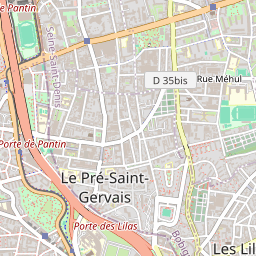 de Pantin
Seine-Saint-Denis
D 35bis
Rue Méhul
Porte de Pantin
Le Pré-Saint-
Gervais
Porte des Lilas
Bobig
Les Lil